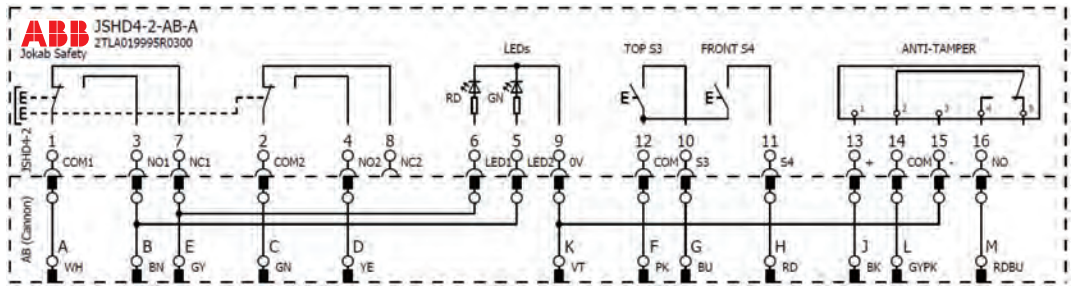 ABB JSHD4-2-AB-A
2TLA019995R0300
Jokab Safety
LEDs TOP S3 FRONT S4 ANTI-TAMPER
RD GN E E
1 2 3 4 5
JSHD4-2
1 3 7 2 4 8 6 5 9 12 10 11 13 14 15 16
COM1 NO1 NC1 COM2 NO2 NC2 LED1 LED2 0V COM S3 S4 + COM - NO
AB (Cannon)
A B E C D K F G H J L M
WH BN GY GN YE VT PK BU RD BK GYPK RDBU